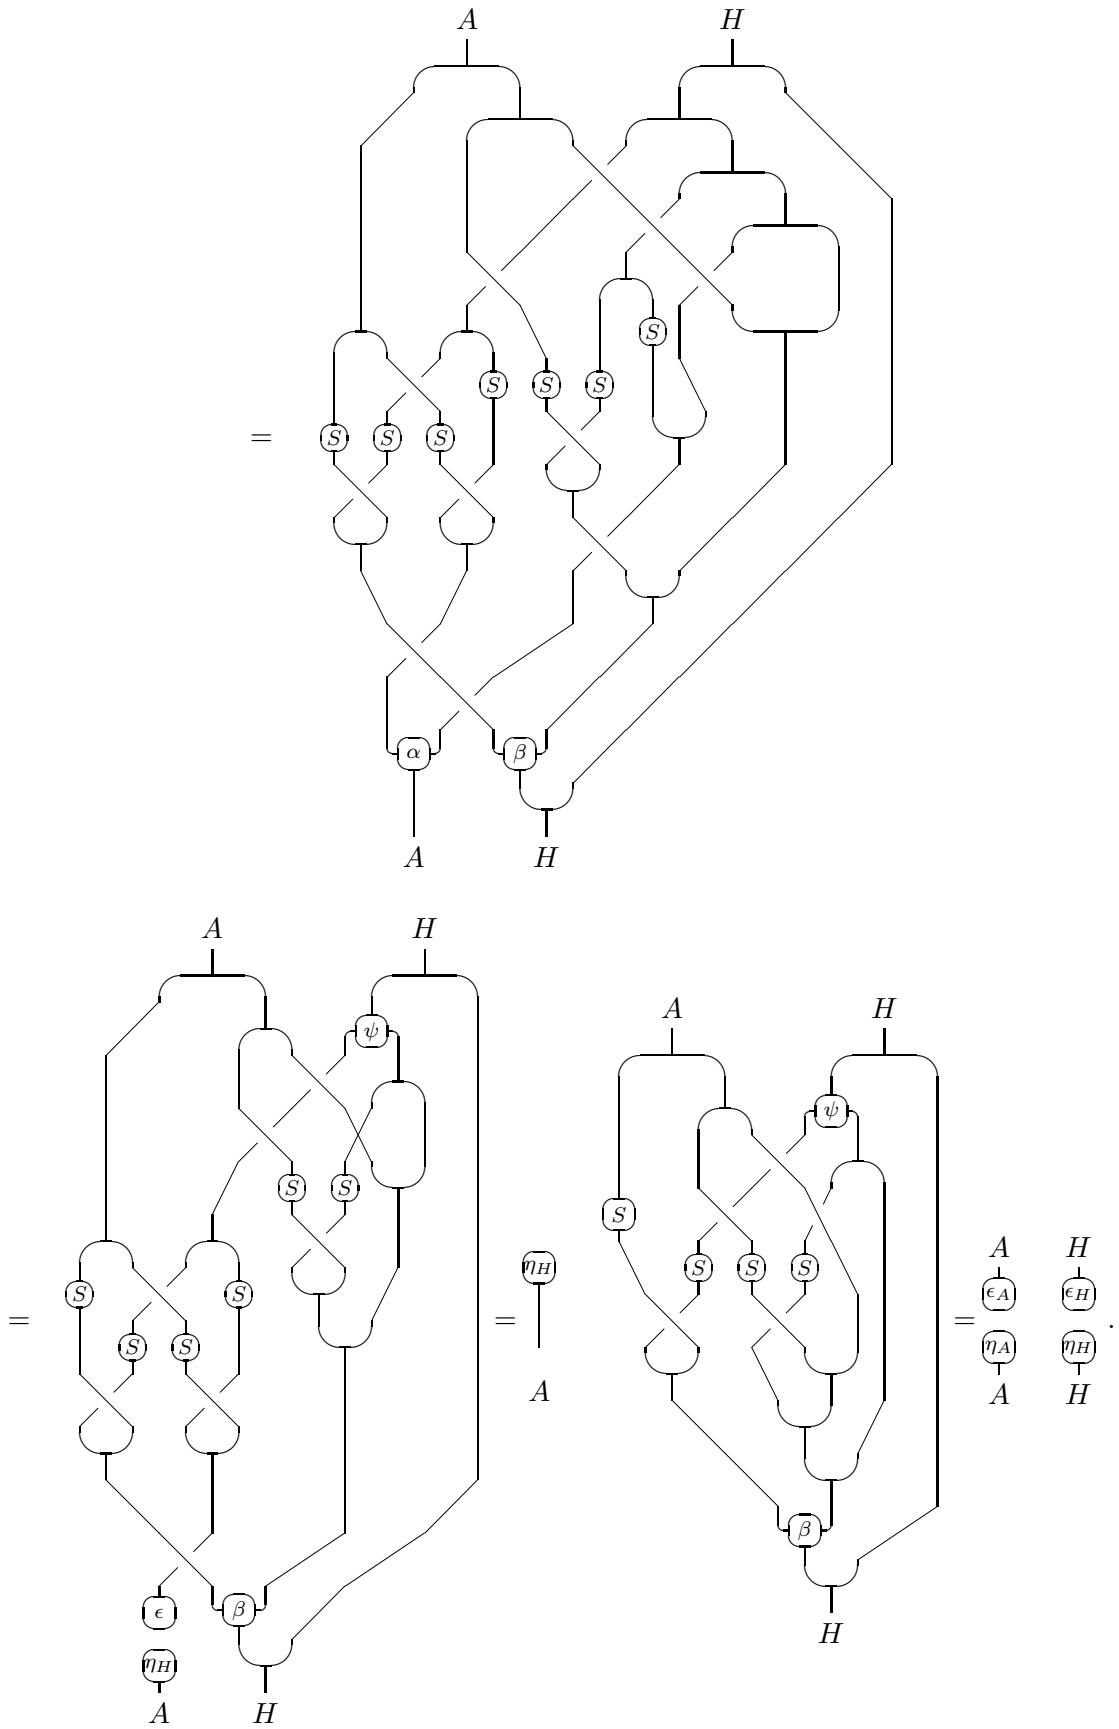 A H
S
S S S
= S S S
α β
A H
A H
ψ
A H
ψ
S S
S
S S η_H S S S A H
= = = ϵ_A ϵ_H
S S η_A η_H .
A A H
β
ϵ β
H
η_H
A H